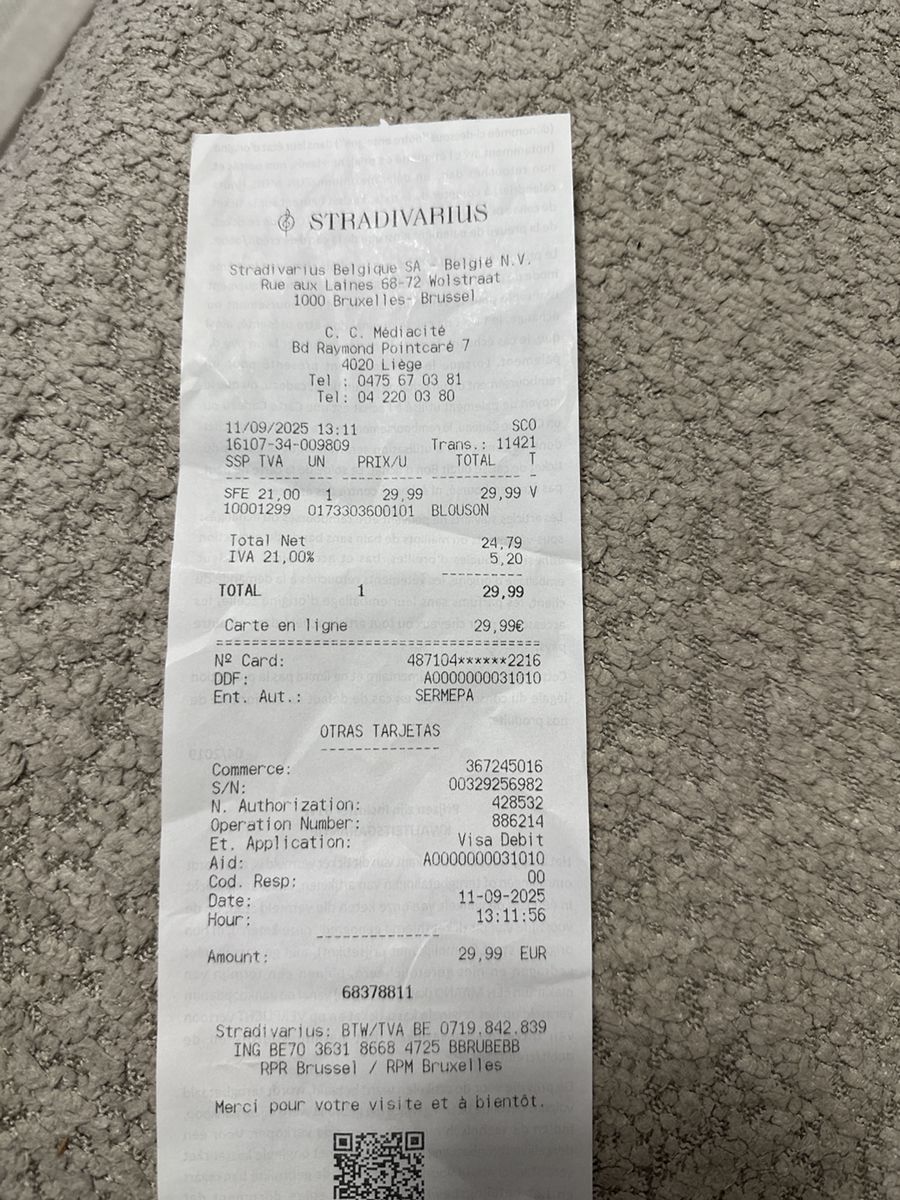 STRADIVARIUS
Stradivarius Belgique SA - België N.V.
Rue aux Laines 68-72 Wolstraat
1000 Bruxelles- Brussel
C. C. Médiacité
Bd Raymond Pointcaré 7
4020 Liège
Tel : 0475 67 03 81
Tel: 04 220 03 80
11/09/2025 13:11 SCO
16107-34-009809 Trans.: 11421
SSP TVA UN PRIX/U TOTAL T
SFE 21,00 1 29,99 29,99 V
10001299 01733036001​01 BLOUSON
Total Net 24,79
IVA 21,00% 5,20
TOTAL 1 29,99
Carte en ligne 29,99€
Nº Card: 487104******2216
DDF: A0000000031010
Ent. Aut.: SERMEPA
OTRAS TARJETAS
Commerce: 367245016
S/N: 00329256982
N. Authorization: 428532
Operation Number: 886214
Et. Application: Visa Debit
Aid: A0000000031010
Cod. Resp: 00
Date: 11-09-2025
Hour: 13:11:56
Amount: 29,99 EUR
68378811
Stradivarius: BTW/TVA BE 0719.842.839
ING BE70 3631 8668 4725 BBRUBEBB
RPR Brussel / RPM Bruxelles
Merci pour votre visite et à bientôt.